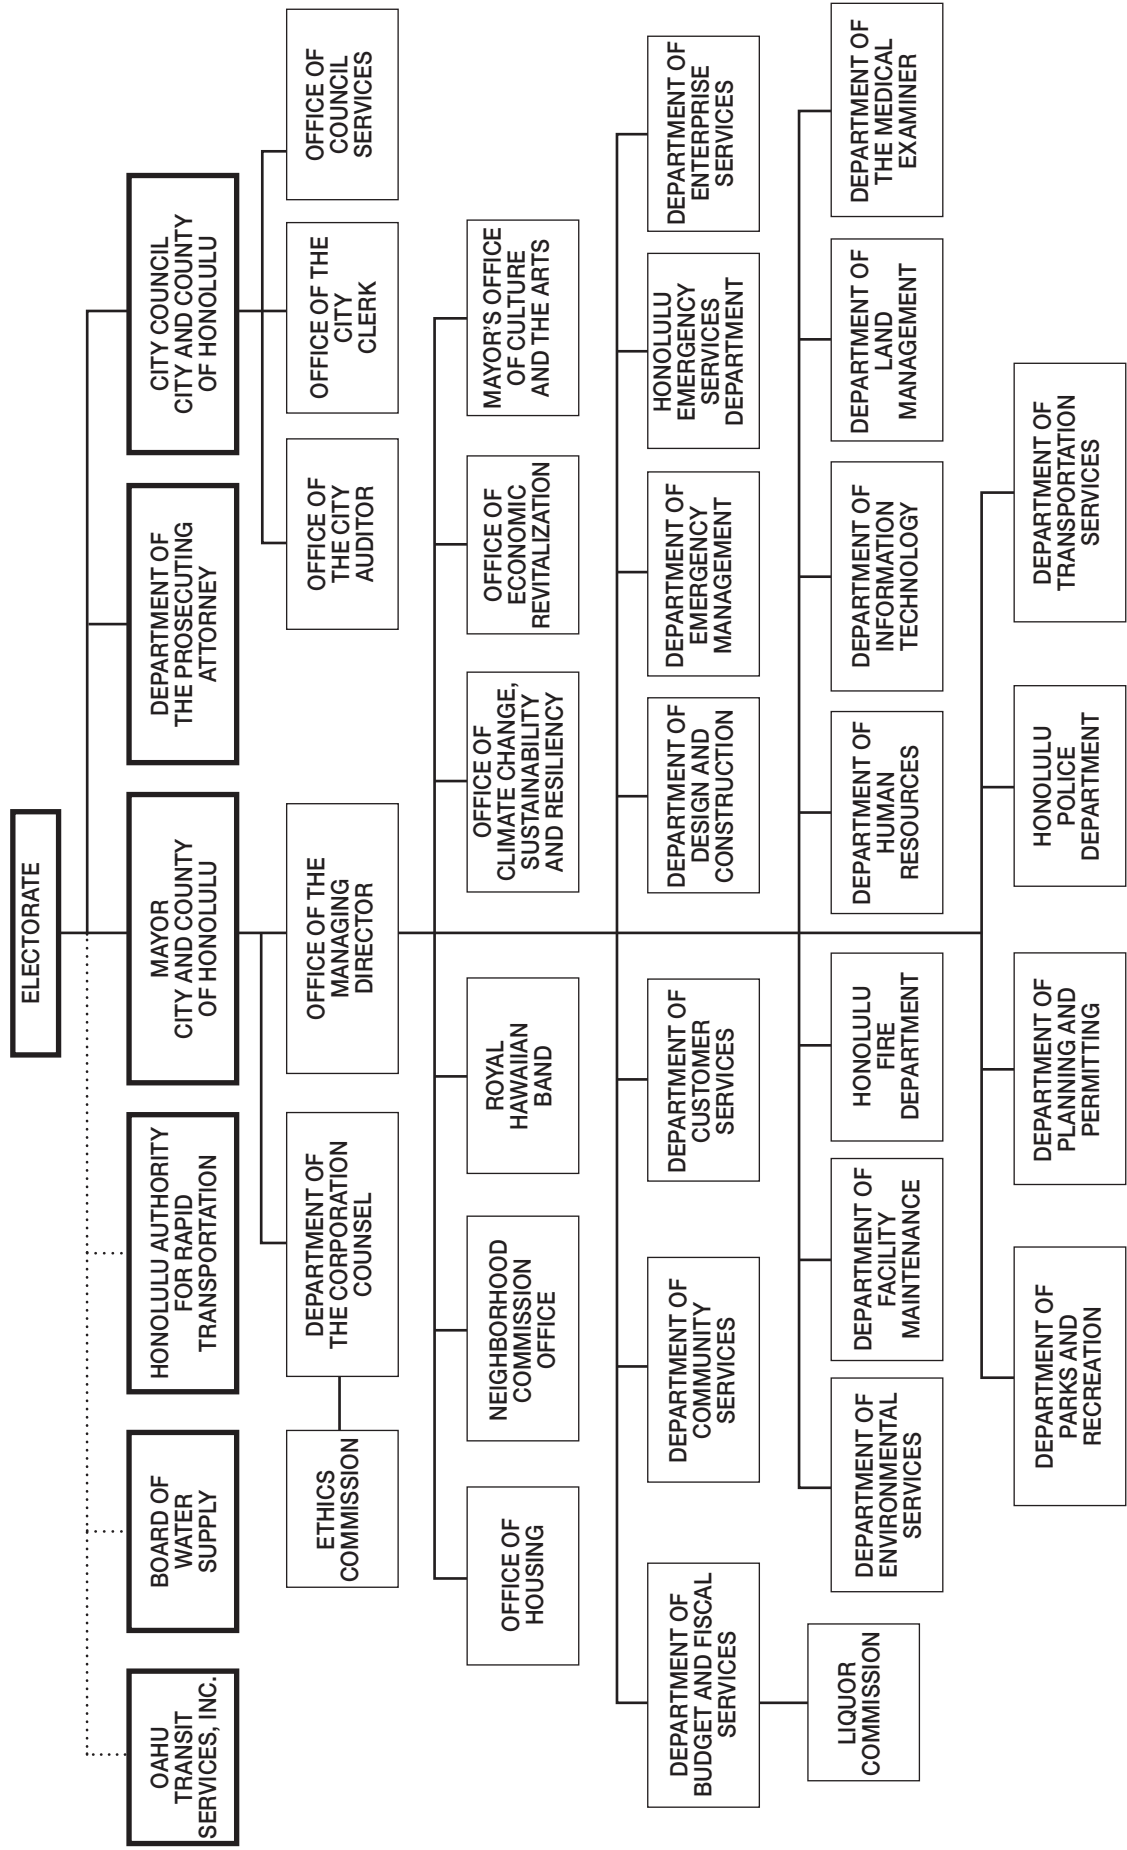 ELECTORATE
OAHU
TRANSIT
SERVICES, INC.
BOARD OF
WATER
SUPPLY
HONOLULU AUTHORITY
FOR RAPID
TRANSPORTATION
MAYOR
CITY AND COUNTY
OF HONOLULU
DEPARTMENT OF
THE PROSECUTING
ATTORNEY
CITY COUNCIL
CITY AND COUNTY
OF HONOLULU
ETHICS
COMMISSION
DEPARTMENT OF
THE CORPORATION
COUNSEL
OFFICE OF THE
MANAGING
DIRECTOR
OFFICE OF
THE CITY
AUDITOR
OFFICE OF THE
CITY
CLERK
OFFICE OF
COUNCIL
SERVICES
OFFICE OF
HOUSING
NEIGHBORHOOD
COMMISSION
OFFICE
ROYAL
HAWAIIAN
BAND
OFFICE OF
CLIMATE CHANGE,
SUSTAINABILITY
AND RESILIENCY
OFFICE OF
ECONOMIC
REVITALIZATION
MAYOR'S OFFICE
OF CULTURE
AND THE ARTS
DEPARTMENT OF
BUDGET AND FISCAL
SERVICES
DEPARTMENT OF
COMMUNITY
SERVICES
DEPARTMENT OF
CUSTOMER
SERVICES
DEPARTMENT OF
DESIGN AND
CONSTRUCTION
DEPARTMENT OF
EMERGENCY
MANAGEMENT
HONOLULU
EMERGENCY
SERVICES
DEPARTMENT
DEPARTMENT OF
ENTERPRISE
SERVICES
LIQUOR
COMMISSION
DEPARTMENT OF
ENVIRONMENTAL
SERVICES
DEPARTMENT OF
FACILITY
MAINTENANCE
HONOLULU
FIRE
DEPARTMENT
DEPARTMENT OF
HUMAN
RESOURCES
DEPARTMENT OF
INFORMATION
TECHNOLOGY
DEPARTMENT OF
LAND
MANAGEMENT
DEPARTMENT OF
THE MEDICAL
EXAMINER
DEPARTMENT OF
PARKS AND
RECREATION
DEPARTMENT OF
PLANNING AND
PERMITTING
HONOLULU
POLICE
DEPARTMENT
DEPARTMENT OF
TRANSPORTATION
SERVICES